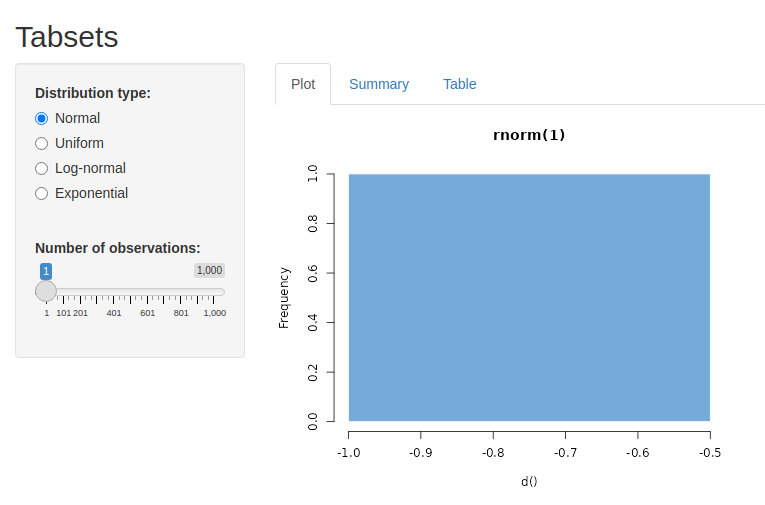 Tabsets
Distribution type:
Normal
Uniform
Log-normal
Exponential
Number of observations:
1 1,000
1 101 201 401 601 801 1,000
Plot Summary Table
rnorm(1)
Frequency
1.0
0.8
0.6
0.4
0.2
0.0
-1.0 -0.9 -0.8 -0.7 -0.6 -0.5
d()